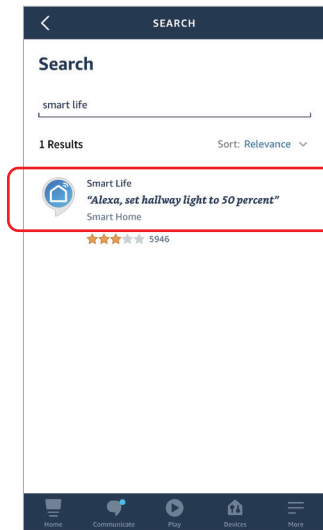 SEARCH
Search
smart life
1 Results Sort: Relevance
Smart Life
“Alexa, set hallway light to 50 percent”
Smart Home
5946
Home Communicate Play Devices More